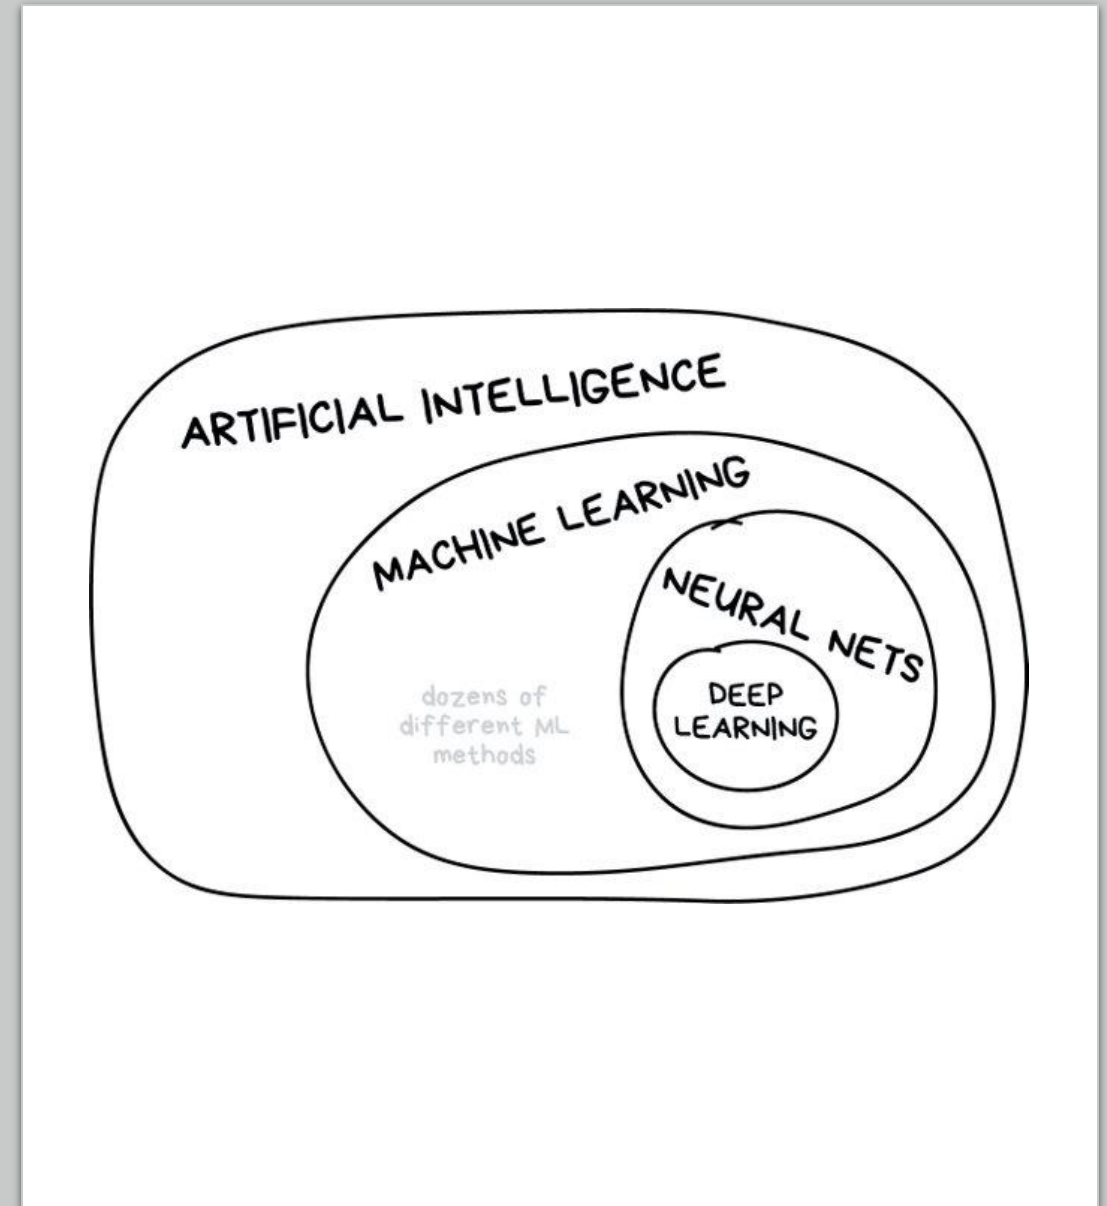 ARTIFICIAL INTELLIGENCE
MACHINE LEARNING
NEURAL NETS
DEEP
LEARNING
dozens of
different ML
methods